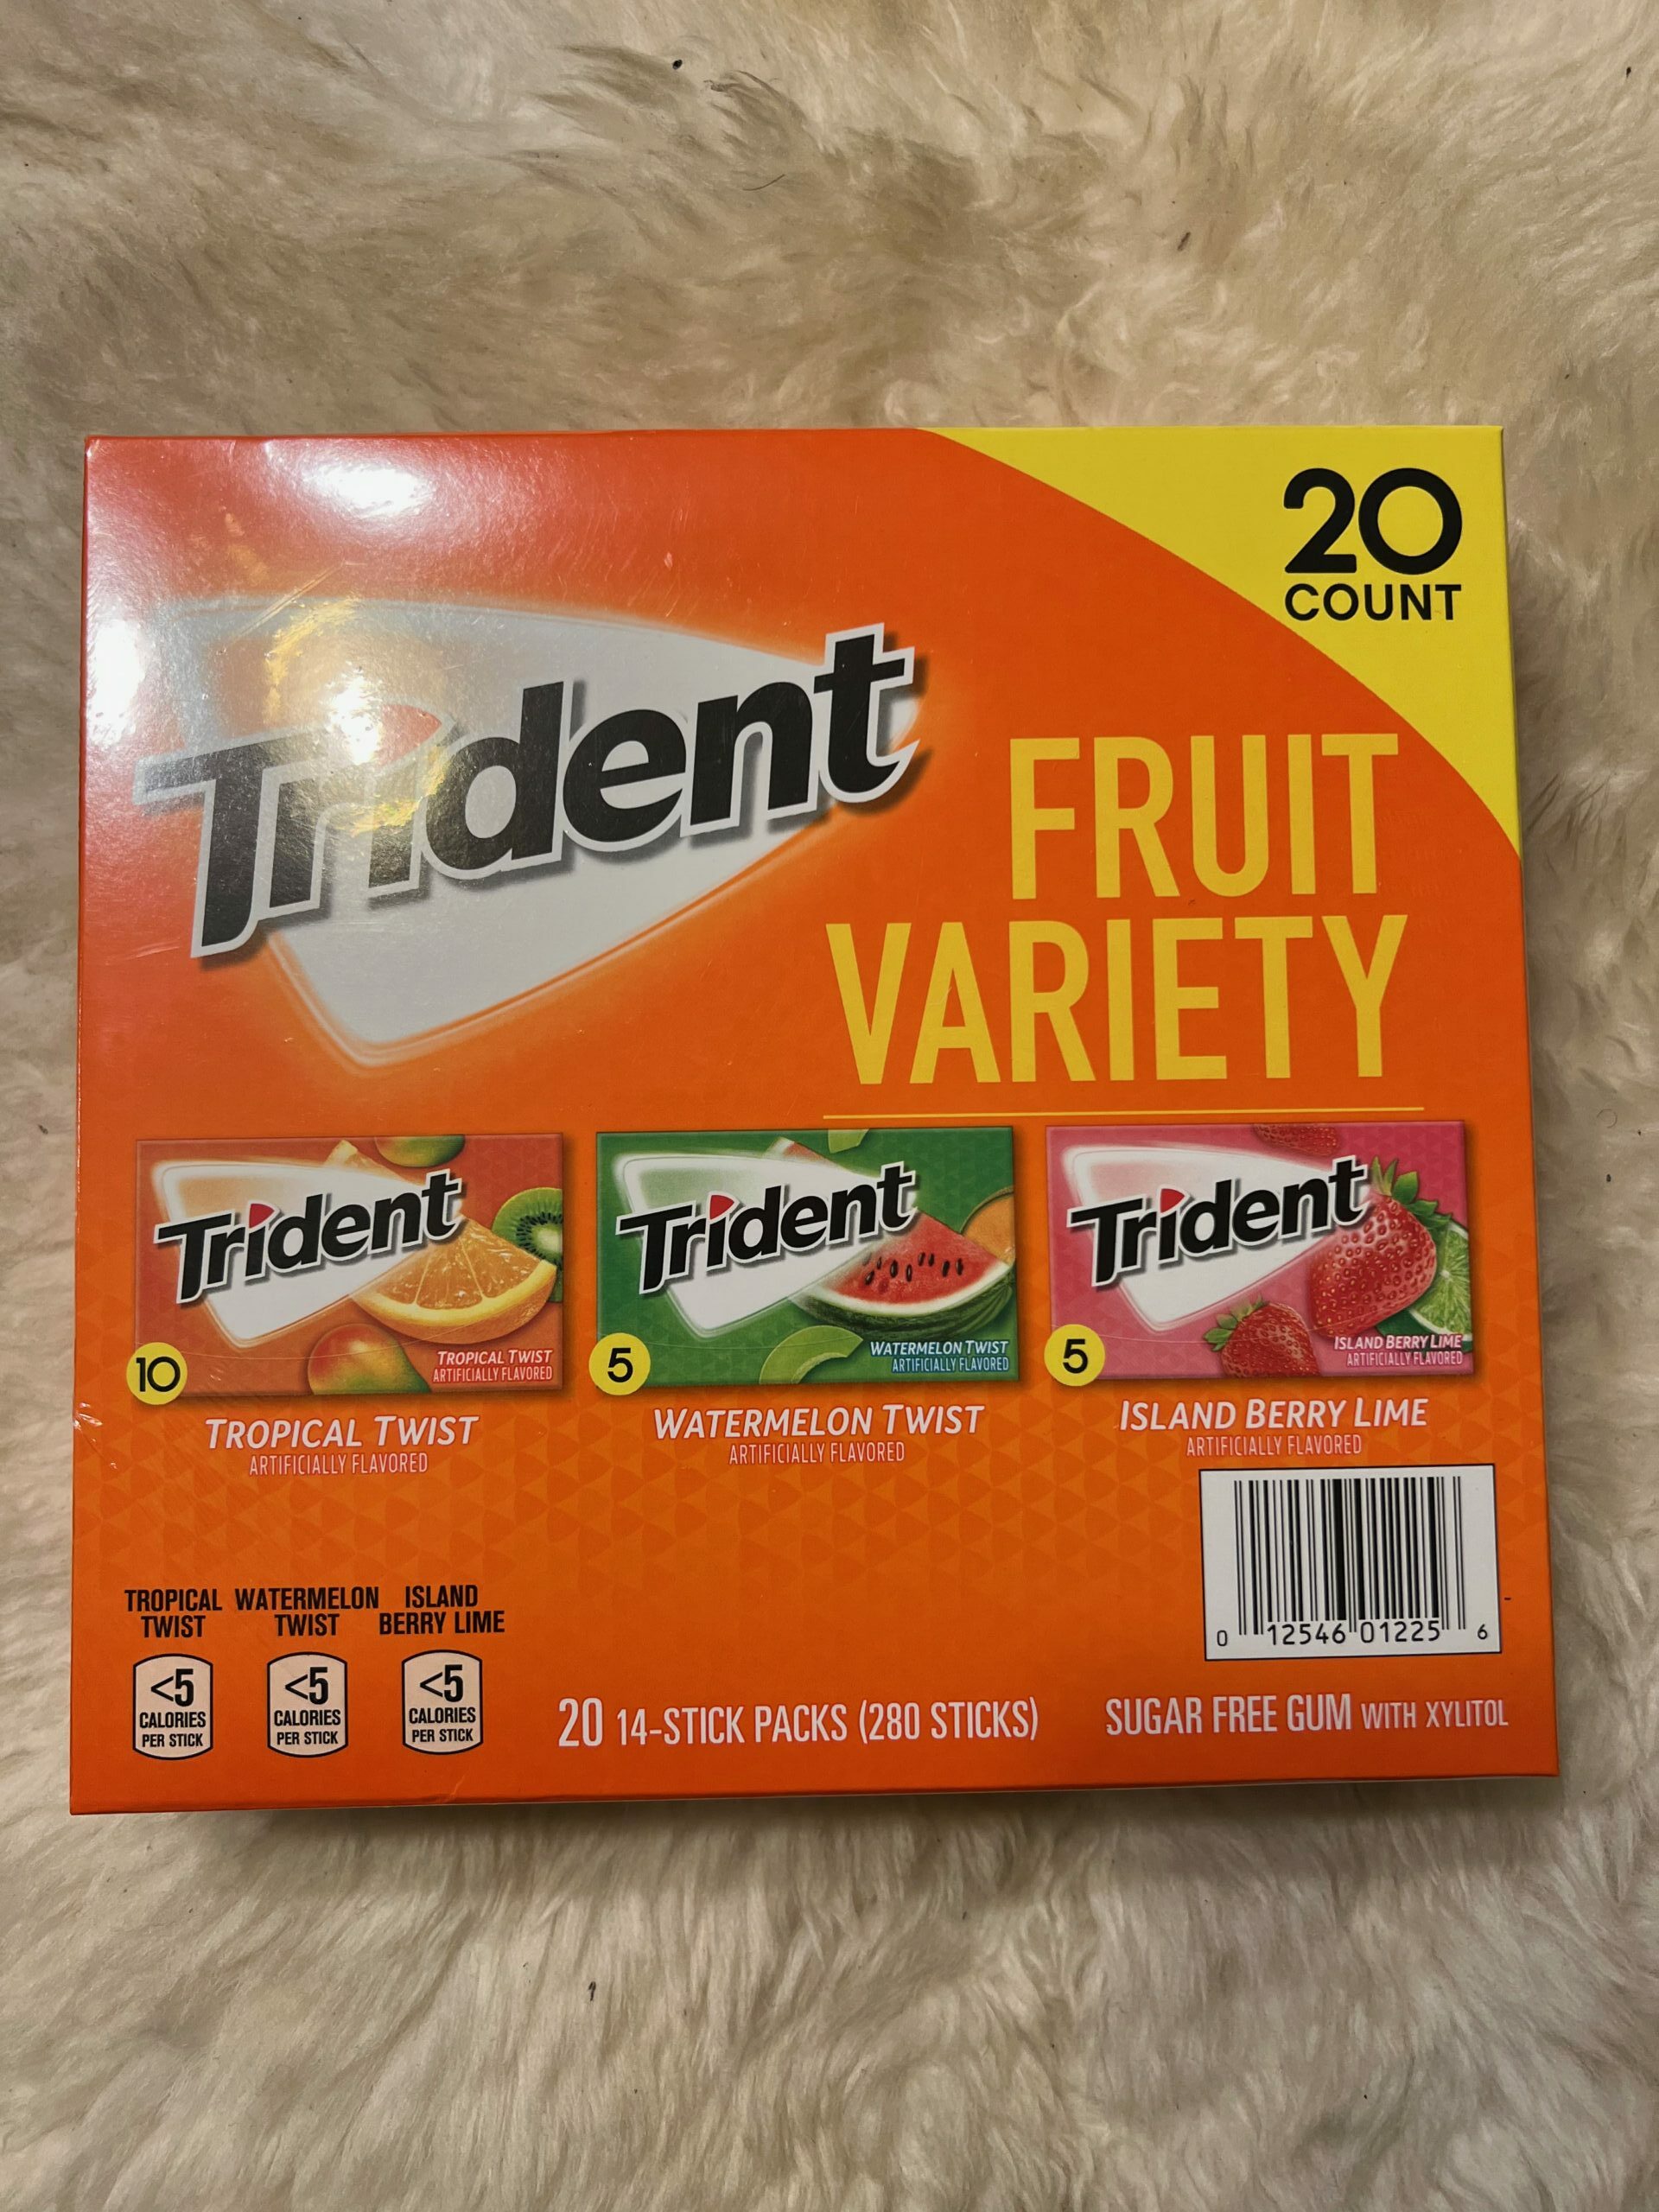 20
COUNT
Trident
FRUIT
VARIETY
Trident
10
TROPICAL TWIST
ARTIFICIALLY FLAVORED
Trident
5
WATERMELON TWIST
ARTIFICIALLY FLAVORED
Trident
5
ISLAND BERRY LIME
ARTIFICIALLY FLAVORED
TROPICAL TWIST
ARTIFICIALLY FLAVORED
WATERMELON TWIST
ARTIFICIALLY FLAVORED
ISLAND BERRY LIME
ARTIFICIALLY FLAVORED
0 12546 01225 6
TROPICAL
TWIST
<5
CALORIES
PER STICK
WATERMELON
TWIST
<5
CALORIES
PER STICK
ISLAND
BERRY LIME
<5
CALORIES
PER STICK
20 14-STICK PACKS (280 STICKS)
SUGAR FREE GUM WITH XYLITOL